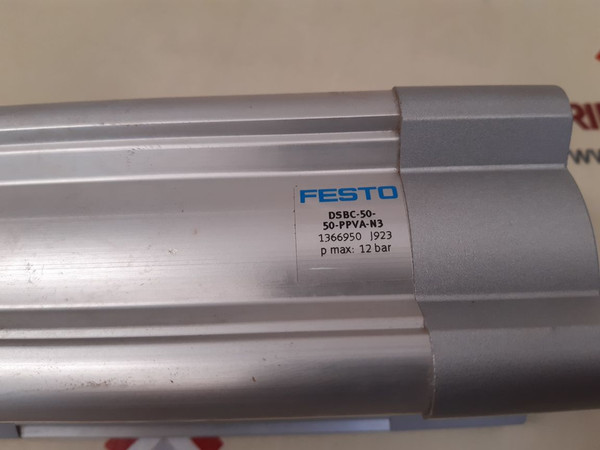 FESTO
DSBC-50-
50-PPVA-N3
1366950 J923
p max: 12 bar